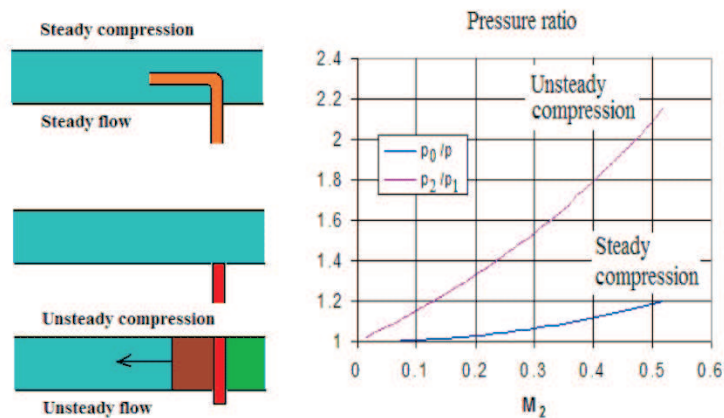 Steady compression
Steady flow
Unsteady compression
Unsteady flow
Pressure ratio
2.4
2.2
2
1.8
1.6
1.4
1.2
1
Unsteady
compression
p0/p
p2/p1
Steady
compression
0 0.1 0.2 0.3 0.4 0.5 0.6
M2